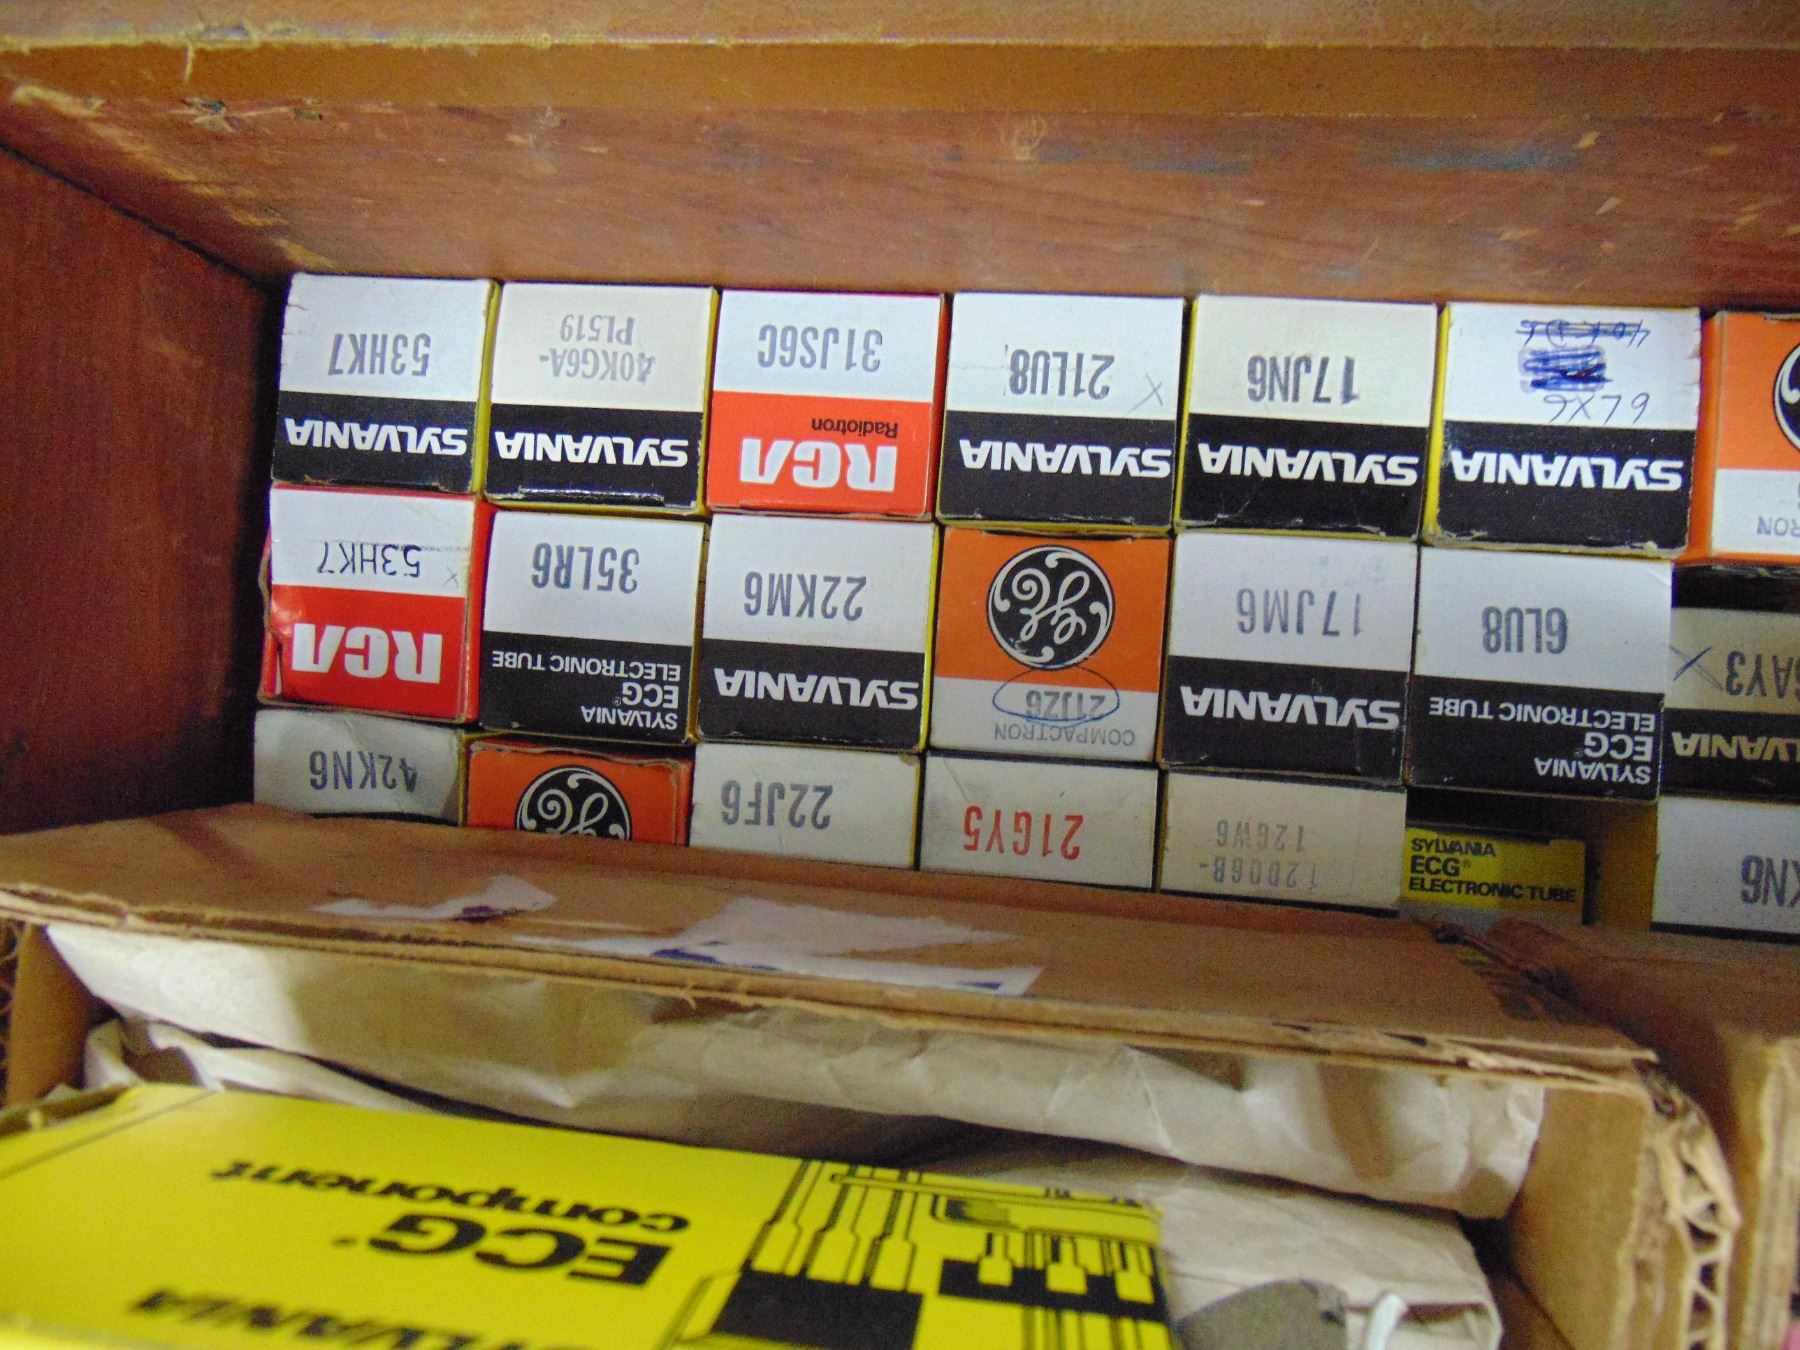 53HK7
SYLVANIA
40KG6A-
PL519
SYLVANIA
31JS6C
Radiotron
RCA
21LU8
X
SYLVANIA
17JN6
SYLVANIA
6LX6
SYLVANIA
53HK7
x
RCA
35LR6
ELECTRONIC TUBE
ECG®
SYLVANIA
22KM6
SYLVANIA
GE
21JZ6
COMPACTRON
17JM6
SYLVANIA
6LU8
ELECTRONIC TUBE
ECG®
SYLVANIA
X
42KN6
GE
22JF6
21GY5
12GW6
12DQ6B-
SYLVANIA
ECG®
ELECTRONIC TUBE
SYLVANIA
ECG®
component